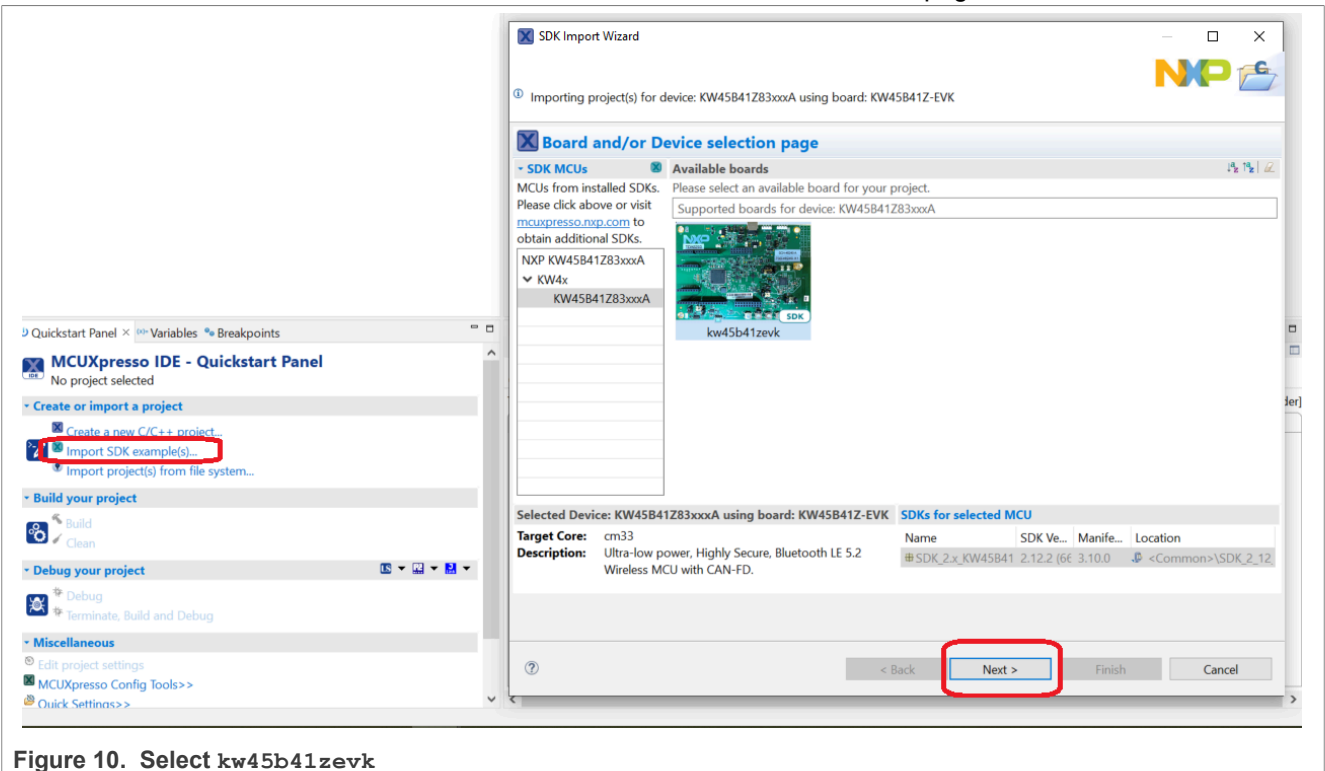 SDK Import Wizard
NXP
Importing project(s) for device: KW45B41Z83xxxA using board: KW45B41Z-EVK
Board and/or Device selection page
SDK MCUs
MCUs from installed SDKs.
Please click above or visit
mcuxpresso.nxp.com to
obtain additional SDKs.
NXP KW45B41Z83xxxA
KW4x
KW45B41Z83xxxA
Available boards
Please select an available board for your project.
Supported boards for device: KW45B41Z83xxxA
NXP
SDK
kw45b41zevk
Quickstart Panel × Variables Breakpoints
MCUXpresso IDE - Quickstart Panel
IDE
No project selected
Create or import a project
Create a new C/C++ project...
Import SDK example(s)...
Import project(s) from file system...
Build your project
Build
Clean
Debug your project
Debug
Terminate, Build and Debug
Miscellaneous
Edit project settings
MCUXpresso Config Tools>>
Quick Settings>>
der]
Selected Device: KW45B41Z83xxxA using board: KW45B41Z-EVK
Target Core: cm33
Description: Ultra-low power, Highly Secure, Bluetooth LE 5.2
Wireless MCU with CAN-FD.
SDKs for selected MCU
Name SDK Ve... Manife... Location
SDK_2.x_KW45B41 2.12.2 (66 3.10.0 <Common>\SDK_2_12
? < Back Next > Finish Cancel
Figure 10. Select kw45b41zevk